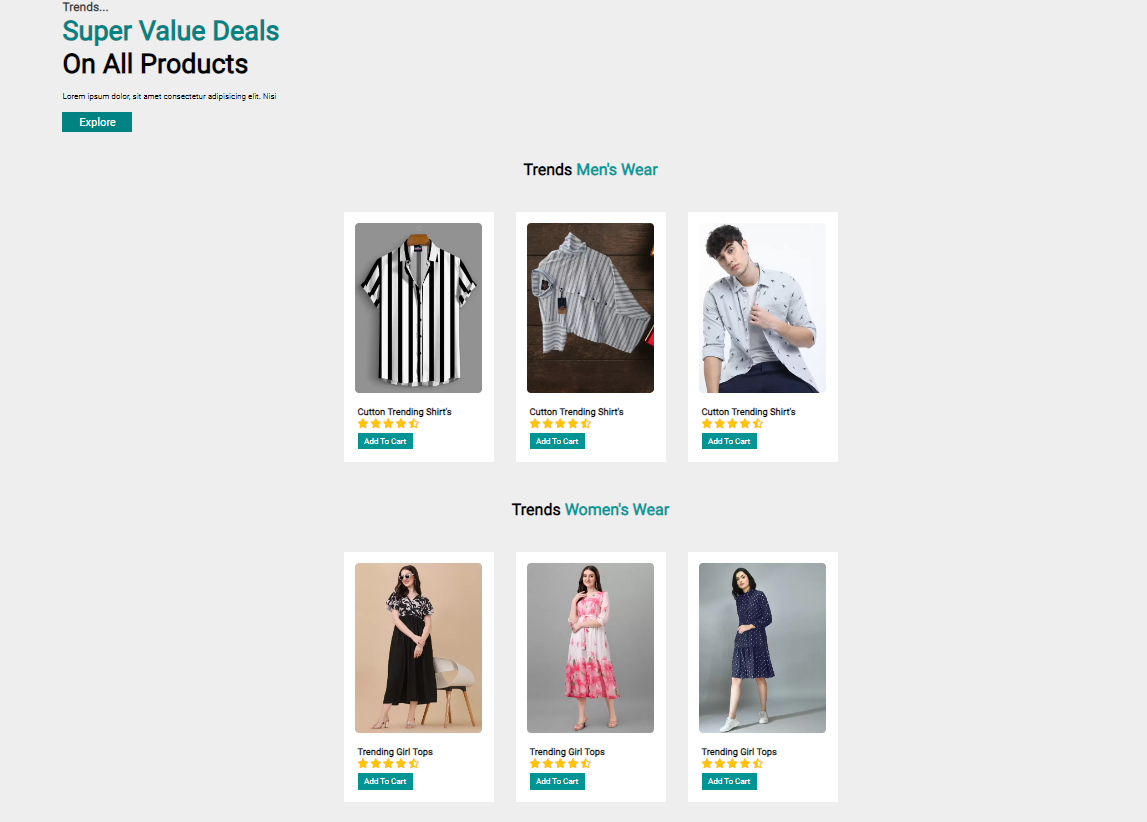 Trends...
Super Value Deals
On All Products
Lorem ipsum dolor, sit amet consectetur adipisicing elit. Nisi
Explore
Trends Men's Wear
Cutton Trending Shirt's
Cutton Trending Shirt's
Cutton Trending Shirt's
Add To Cart
Add To Cart
Add To Cart
Trends Women's Wear
Trending Girl Tops
Trending Girl Tops
Trending Girl Tops
Add To Cart
Add To Cart
Add To Cart